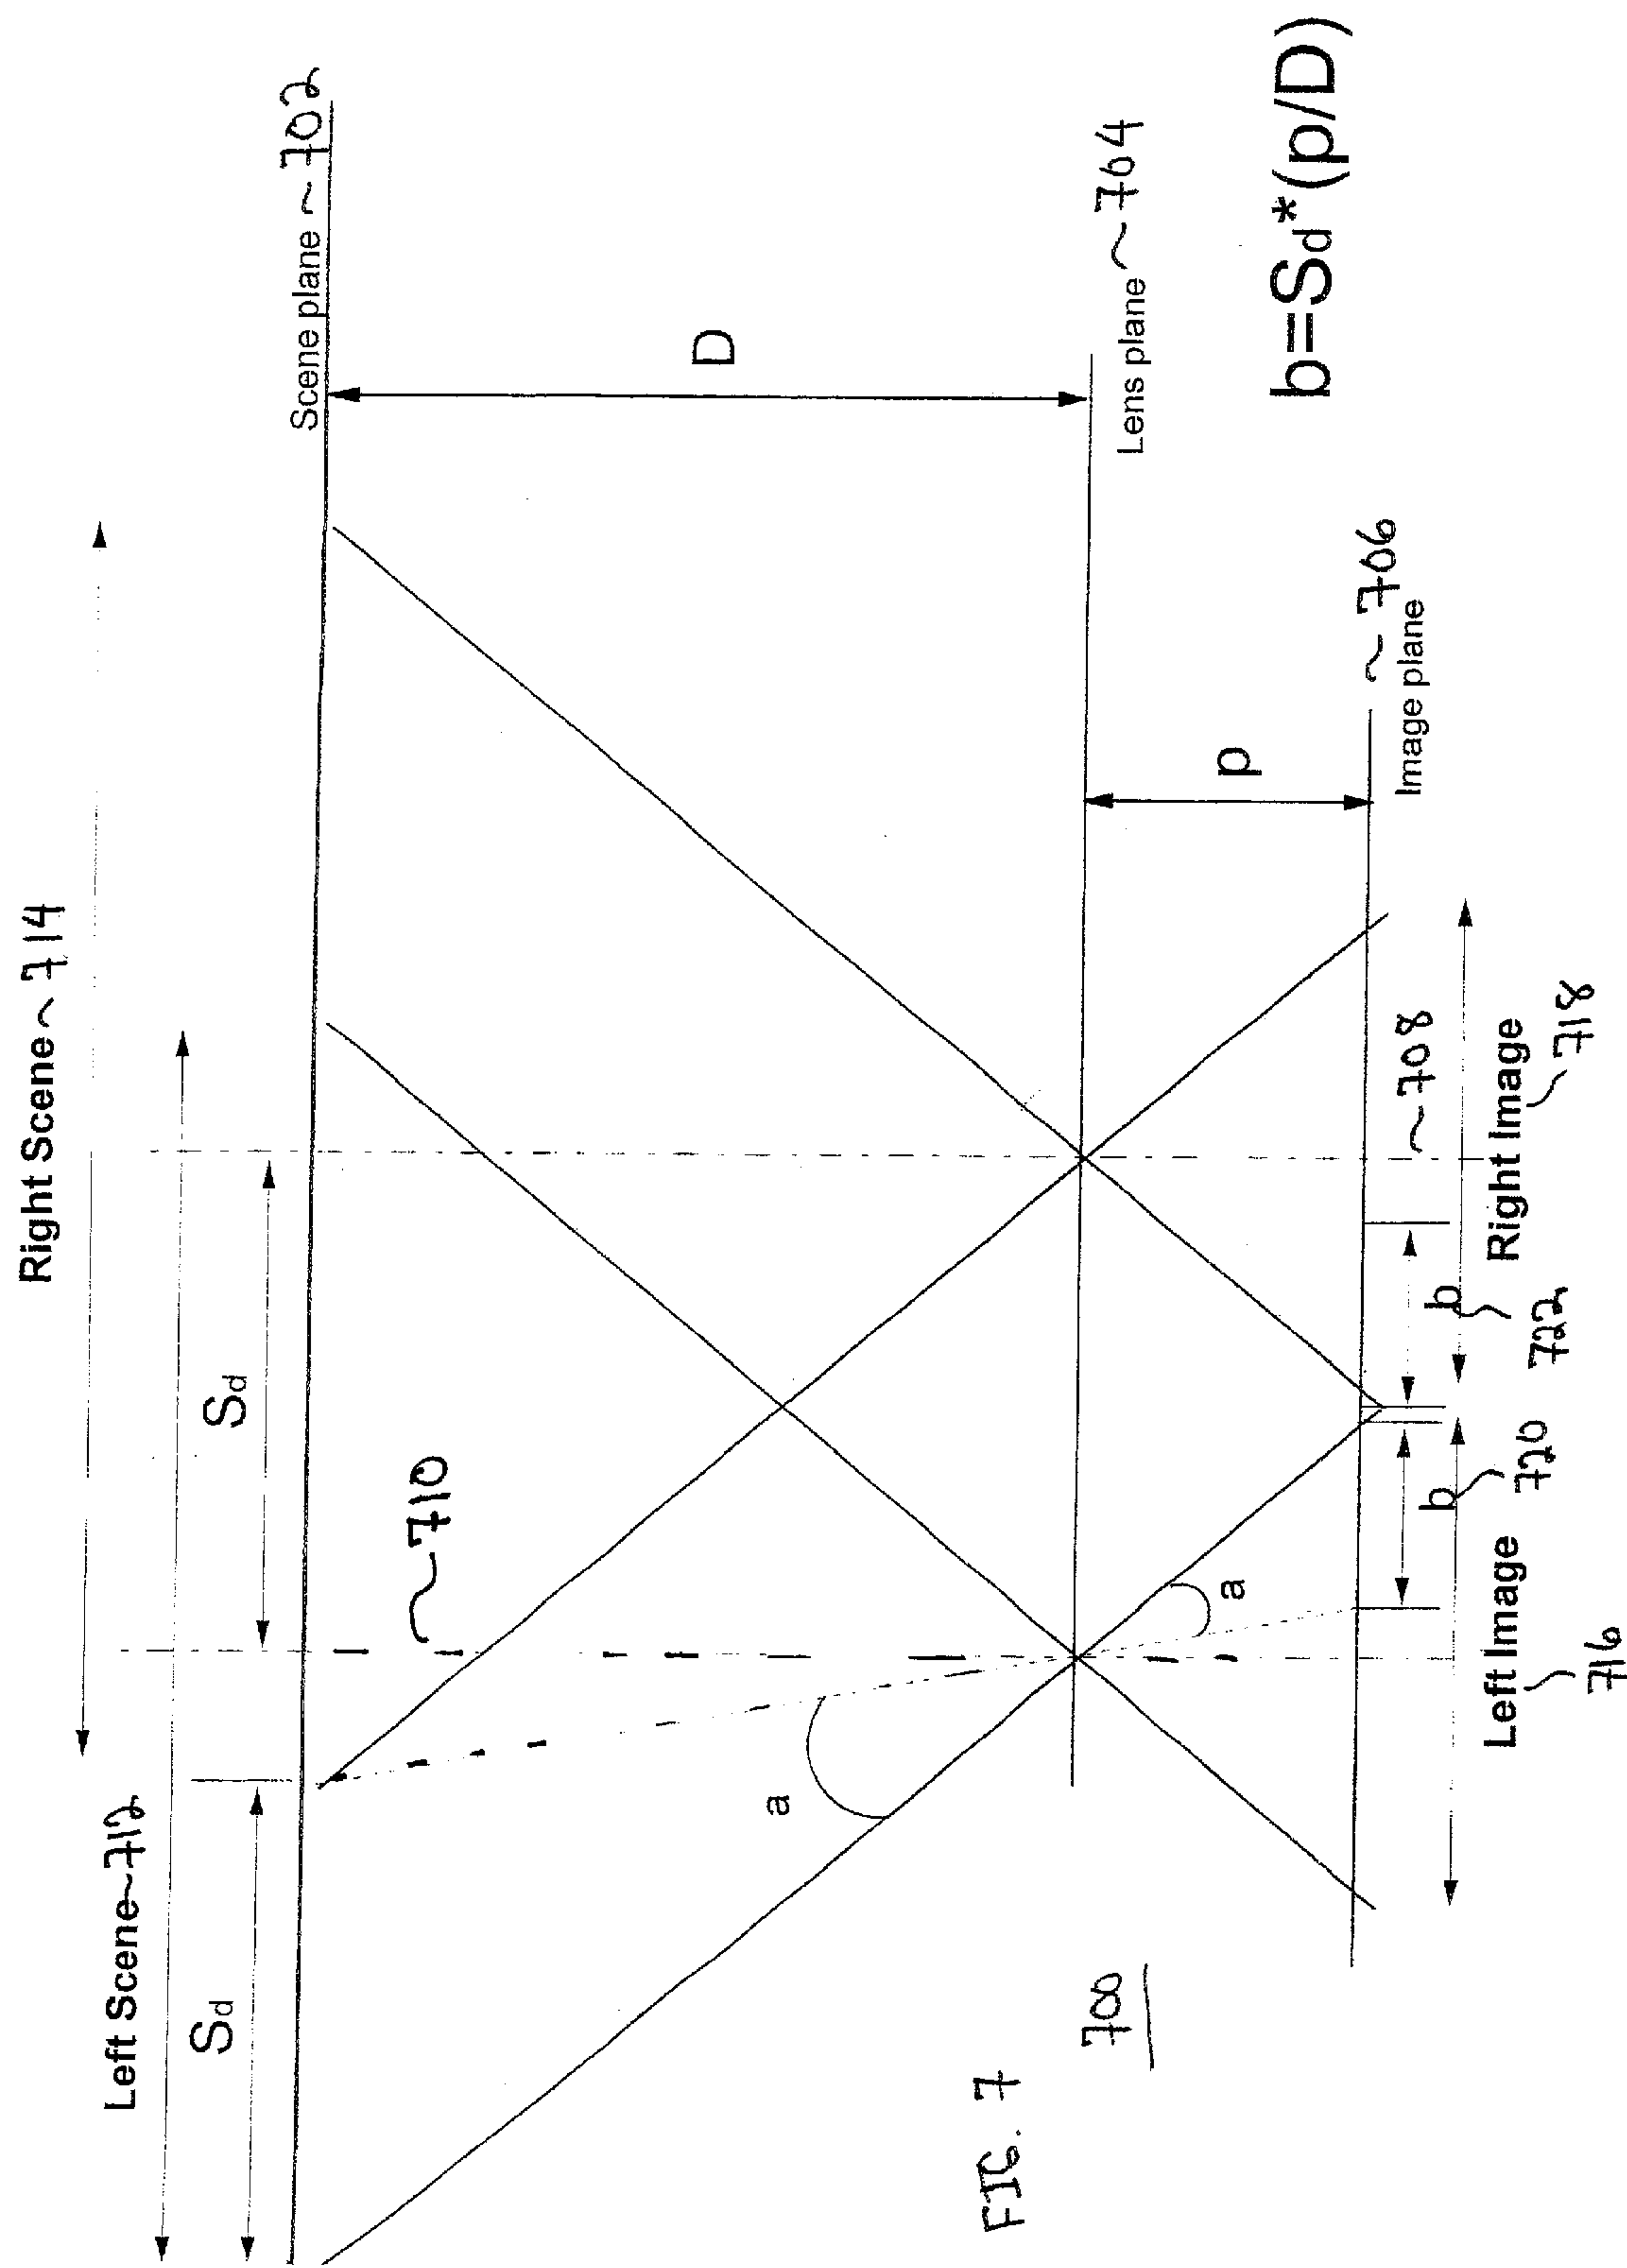 Right Scene ~ 714
Left Scene ~ 712
Sd
Sd
Scene plane ~ 702
~ 710
D
a
Lens plane ~ 764
a
p
~ 706
Image plane
~ 708
b
720
b
722
Left Image
716
Right Image
718
b=Sd*(p/D)
FIG. 7
700